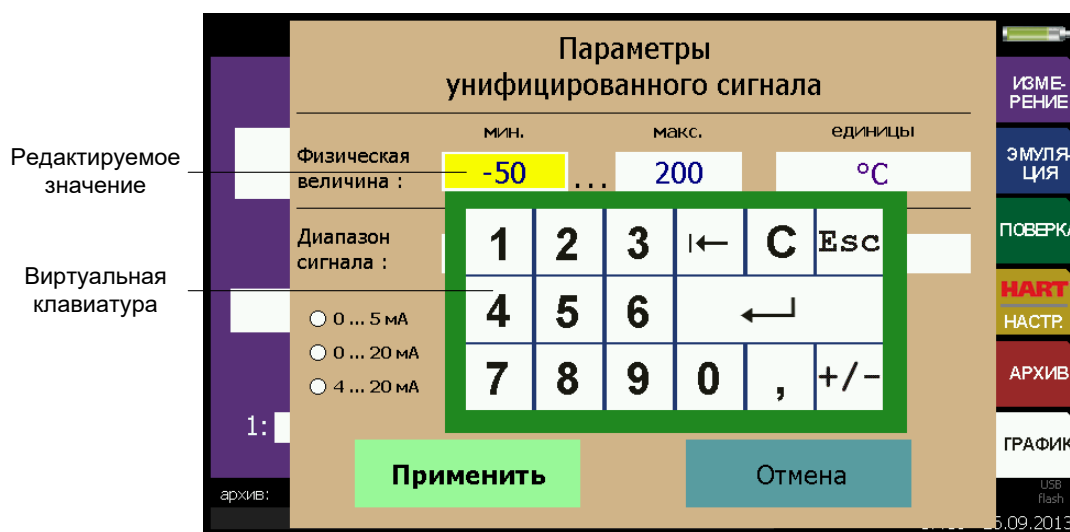 Параметры
унифицированного сигнала
мин. макс. единицы
Редактируемое
значение
Физическая
величина :
-50 ... 200 °C
Диапазон
сигнала :
Виртуальная
клавиатура
1 2 3 C Esc
4 5 6
7 8 9 0 , +/-
0 ... 5 мА
0 ... 20 мА
4 ... 20 мА
1:
Применить Отмена
архив:
ИЗМЕ-
РЕНИЕ
ЭМУЛЯ-
ЦИЯ
ПОВЕРКА
HART
НАСТР.
АРХИВ
ГРАФИК
USB
flash
5.09.2013